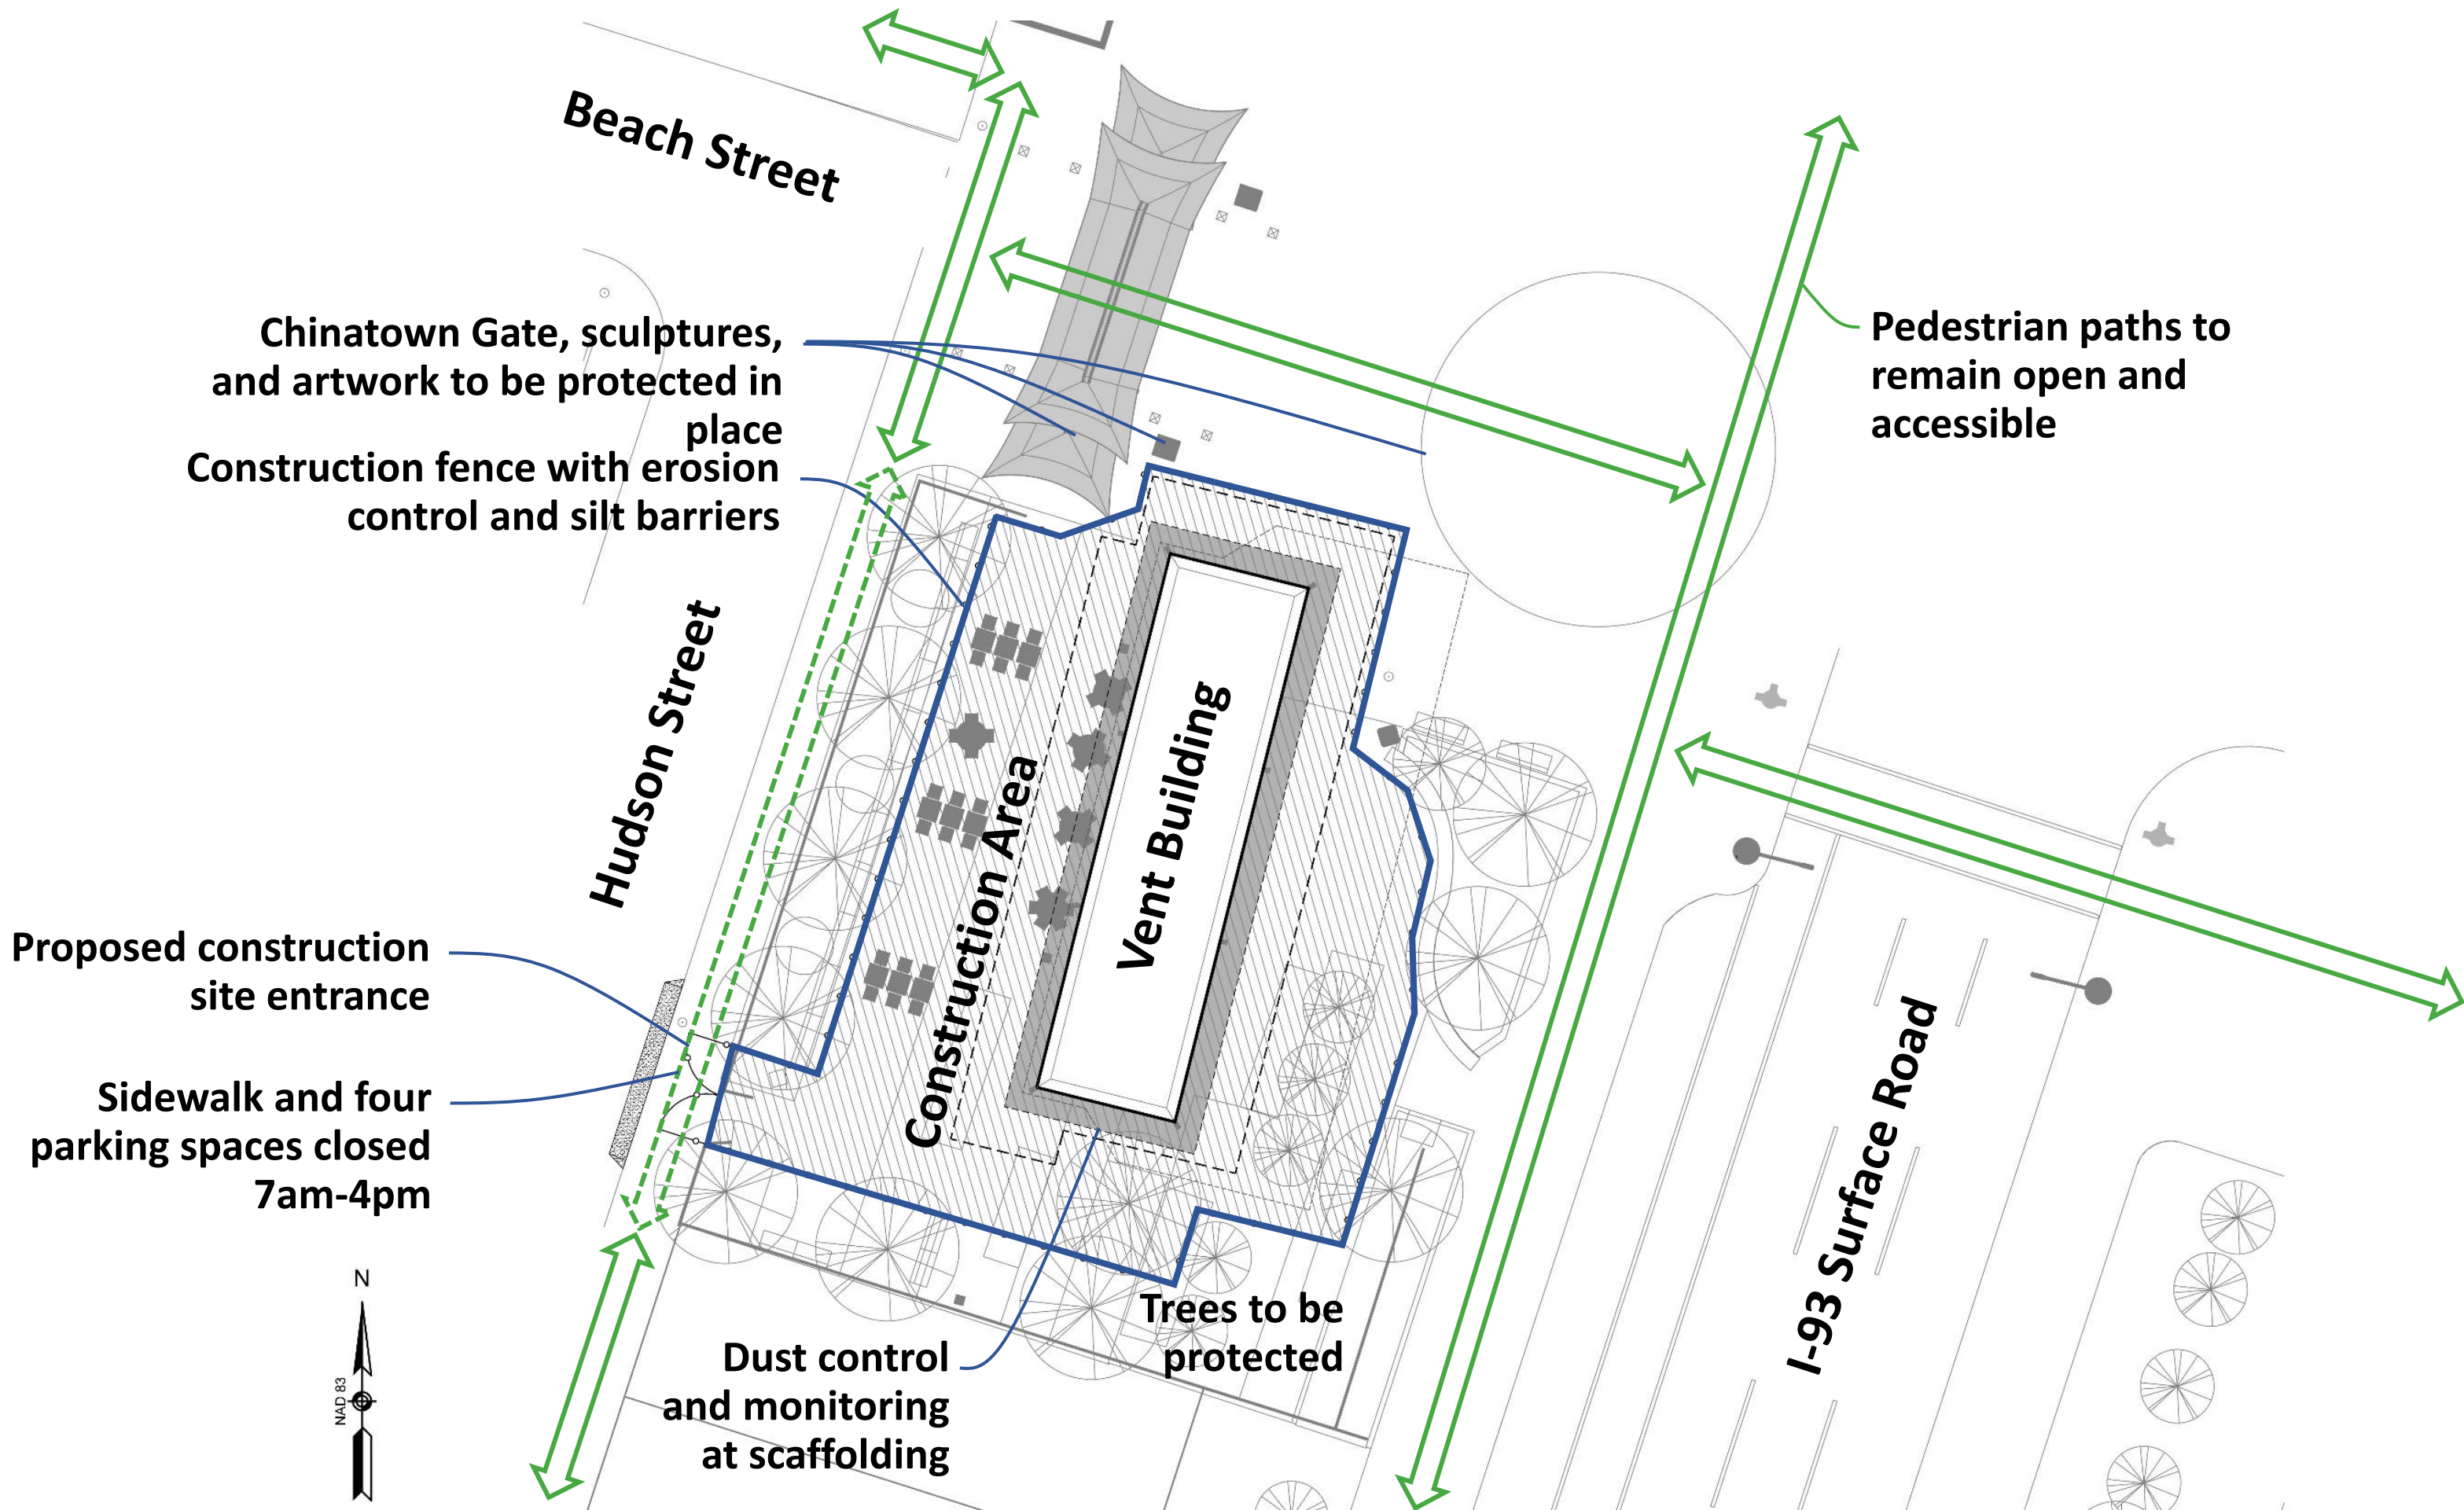 Beach Street
Chinatown Gate, sculptures,
and artwork to be protected in
place
Construction fence with erosion
control and silt barriers
Pedestrian paths to
remain open and
accessible
Hudson Street
Construction Area
Vent Building
Proposed construction
site entrance
Sidewalk and four
parking spaces closed
7am-4pm
I-93 Surface Road
Trees to be
protected
Dust control
and monitoring
at scaffolding
N
NAD 83